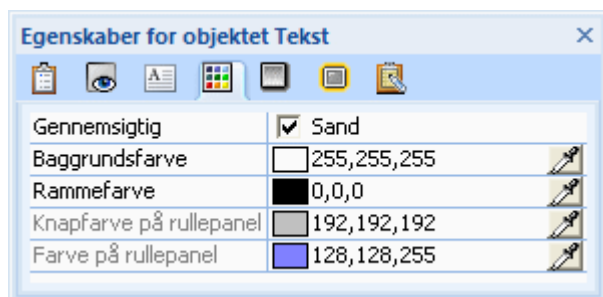 Egenskaber for objektet Tekst
Gennemsigtig Sand
Baggrundsfarve 255,255,255
Rammefarve 0,0,0
Knapfarve på rullepanel 192,192,192
Farve på rullepanel 128,128,255